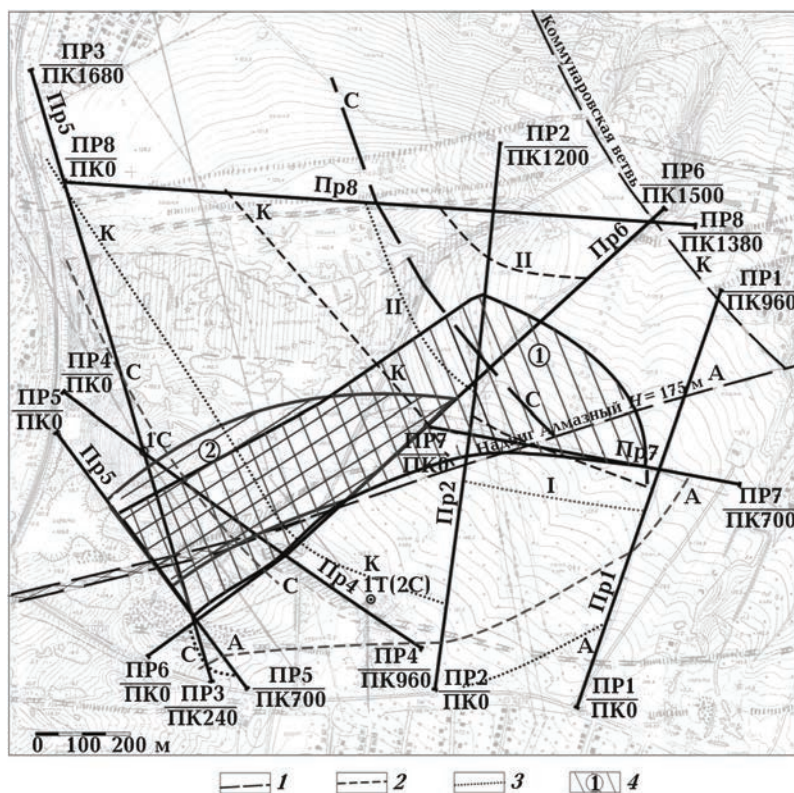 ПР3
ПК1680
Пр5
ПР8
ПК0
С
Коммунаровская ветвь
ПР2
ПК1200
ПР6
ПК1500
ПР8
ПК1380
Пр8
Пр6
К
К
К
II
II
ПР1
ПК960
ПР4
ПК0
ПР5
ПК0
С
К
1
А
С
Надвиг Алмазный Н = 175 м
1С
2
Пр5
ПР7
ПК0
Пр7
ПР7
ПК700
Пр2
I
А
С
Пр4
К
1Т(2С)
Пр1
А
А
С
ПР6
ПК0
ПР3
ПК240
ПР5
ПК700
ПР4
ПК960
ПР2
ПК0
ПР1
ПК0
0 100 200 м
1 2 3 1 4